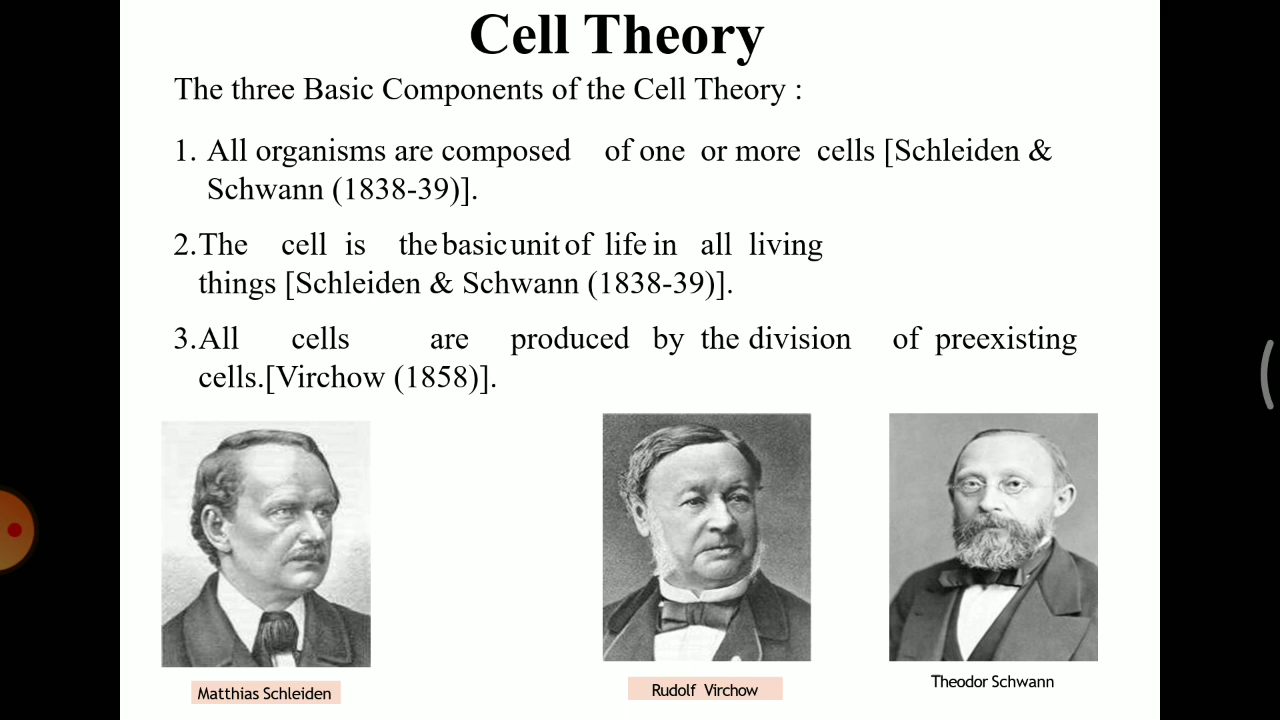 Cell Theory
The three Basic Components of the Cell Theory :
1. All organisms are composed of one or more cells [Schleiden &
Schwann (1838-39)].
2.The cell is the basic unit of life in all living
things [Schleiden & Schwann (1838-39)].
3.All cells are produced by the division of preexisting
cells.[Virchow (1858)].
Matthias Schleiden
Rudolf Virchow
Theodor Schwann